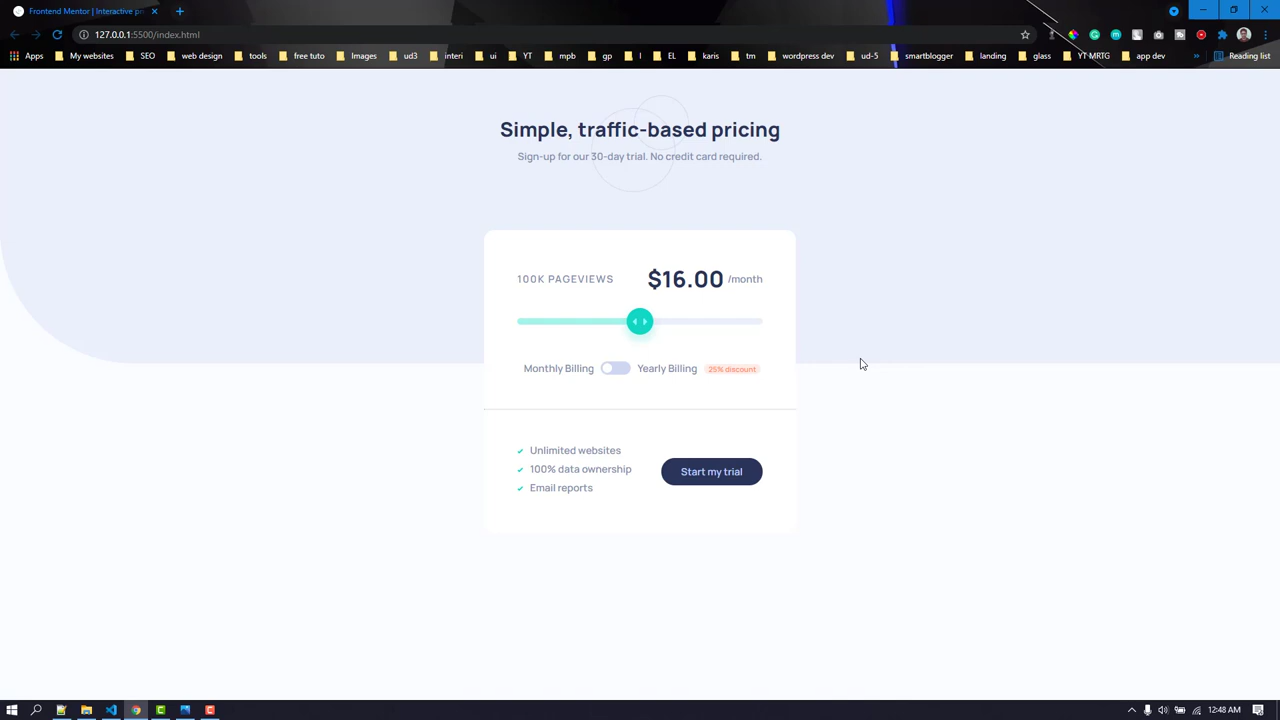 Frontend Mentor | Interactive pr
127.0.0.1:5500/index.html
Apps My websites SEO web design tools free tuto Images ud3 interi ui YT mpb gp l EL karis tm wordpress dev ud-5 smartblogger landing glass YT MRTG app dev » Reading list
Simple, traffic-based pricing
Sign-up for our 30-day trial. No credit card required.
100K PAGEVIEWS $16.00 /month
Monthly Billing Yearly Billing 25% discount
Unlimited websites
100% data ownership
Email reports
Start my trial
12:48 AM